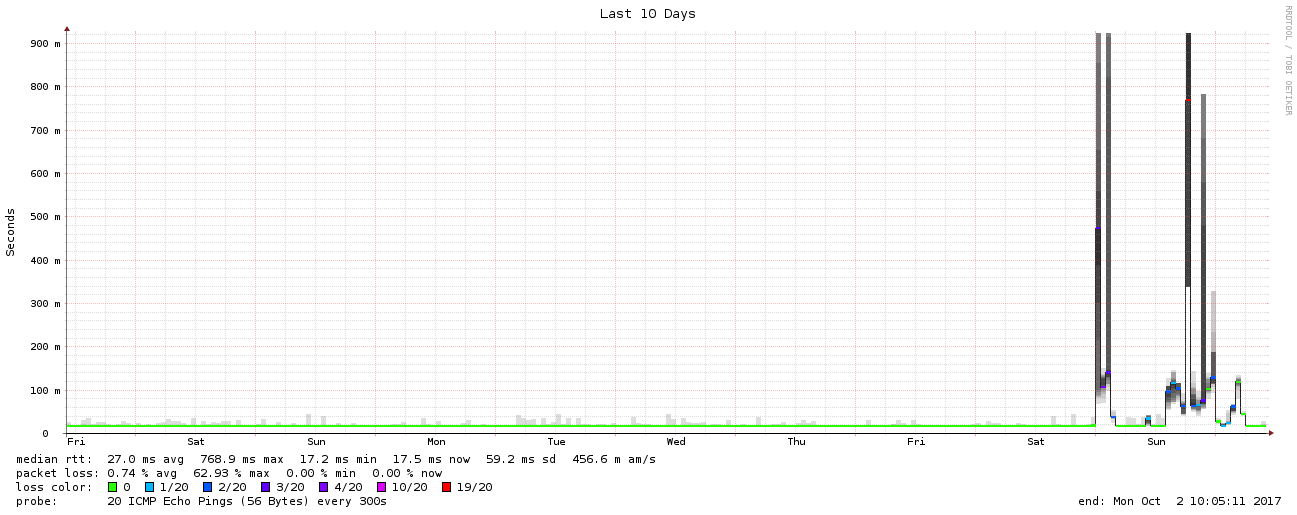 Last 10 Days
RRDTOOL / TOBI OETIKER
Seconds
900 m
800 m
700 m
600 m
500 m
400 m
300 m
200 m
100 m
0
Fri Sat Sun Mon Tue Wed Thu Fri Sat Sun
median rtt: 27.0 ms avg 768.9 ms max 17.2 ms min 17.5 ms now 59.2 ms sd 456.6 m am/s
packet loss: 0.74 % avg 62.93 % max 0.00 % min 0.00 % now
loss color: 0 1/20 2/20 3/20 4/20 10/20 19/20
probe: 20 ICMP Echo Pings (56 Bytes) every 300s end: Mon Oct 2 10:05:11 2017